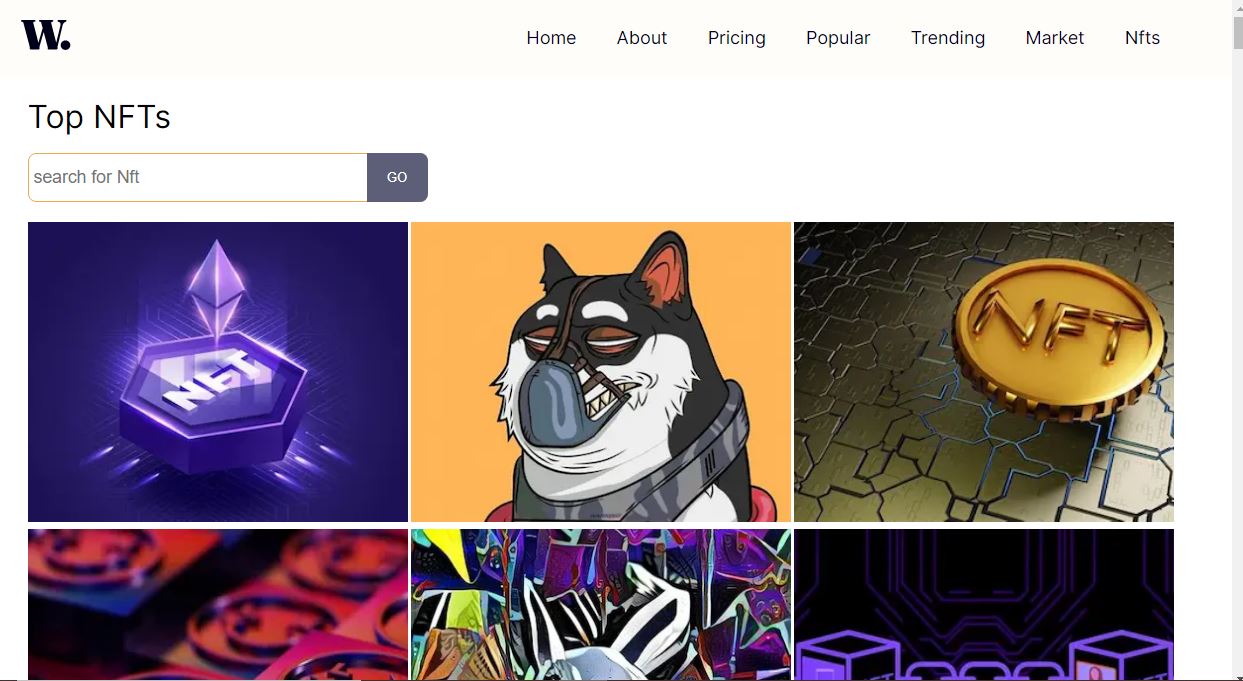 W.
Home About Pricing Popular Trending Market Nfts
Top NFTs
search for Nft GO
NFT
NFT